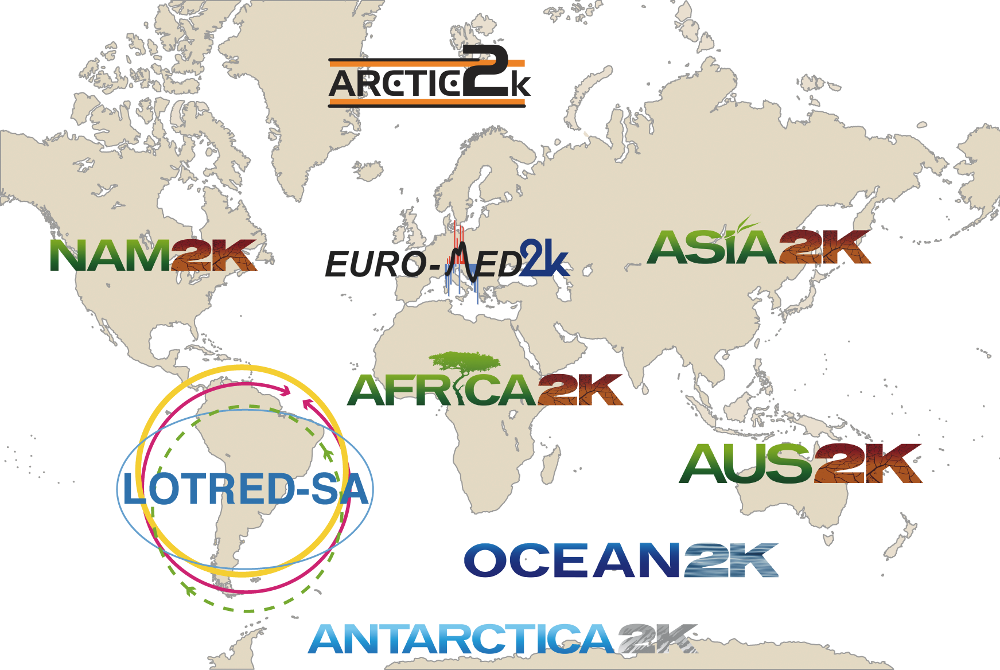 ARCTIC2k
NAM2K
EURO-MED2k
ASIA2K
AFRICA2K
LOTRED-SA
AUS2K
OCEAN2K
ANTARCTICA2K